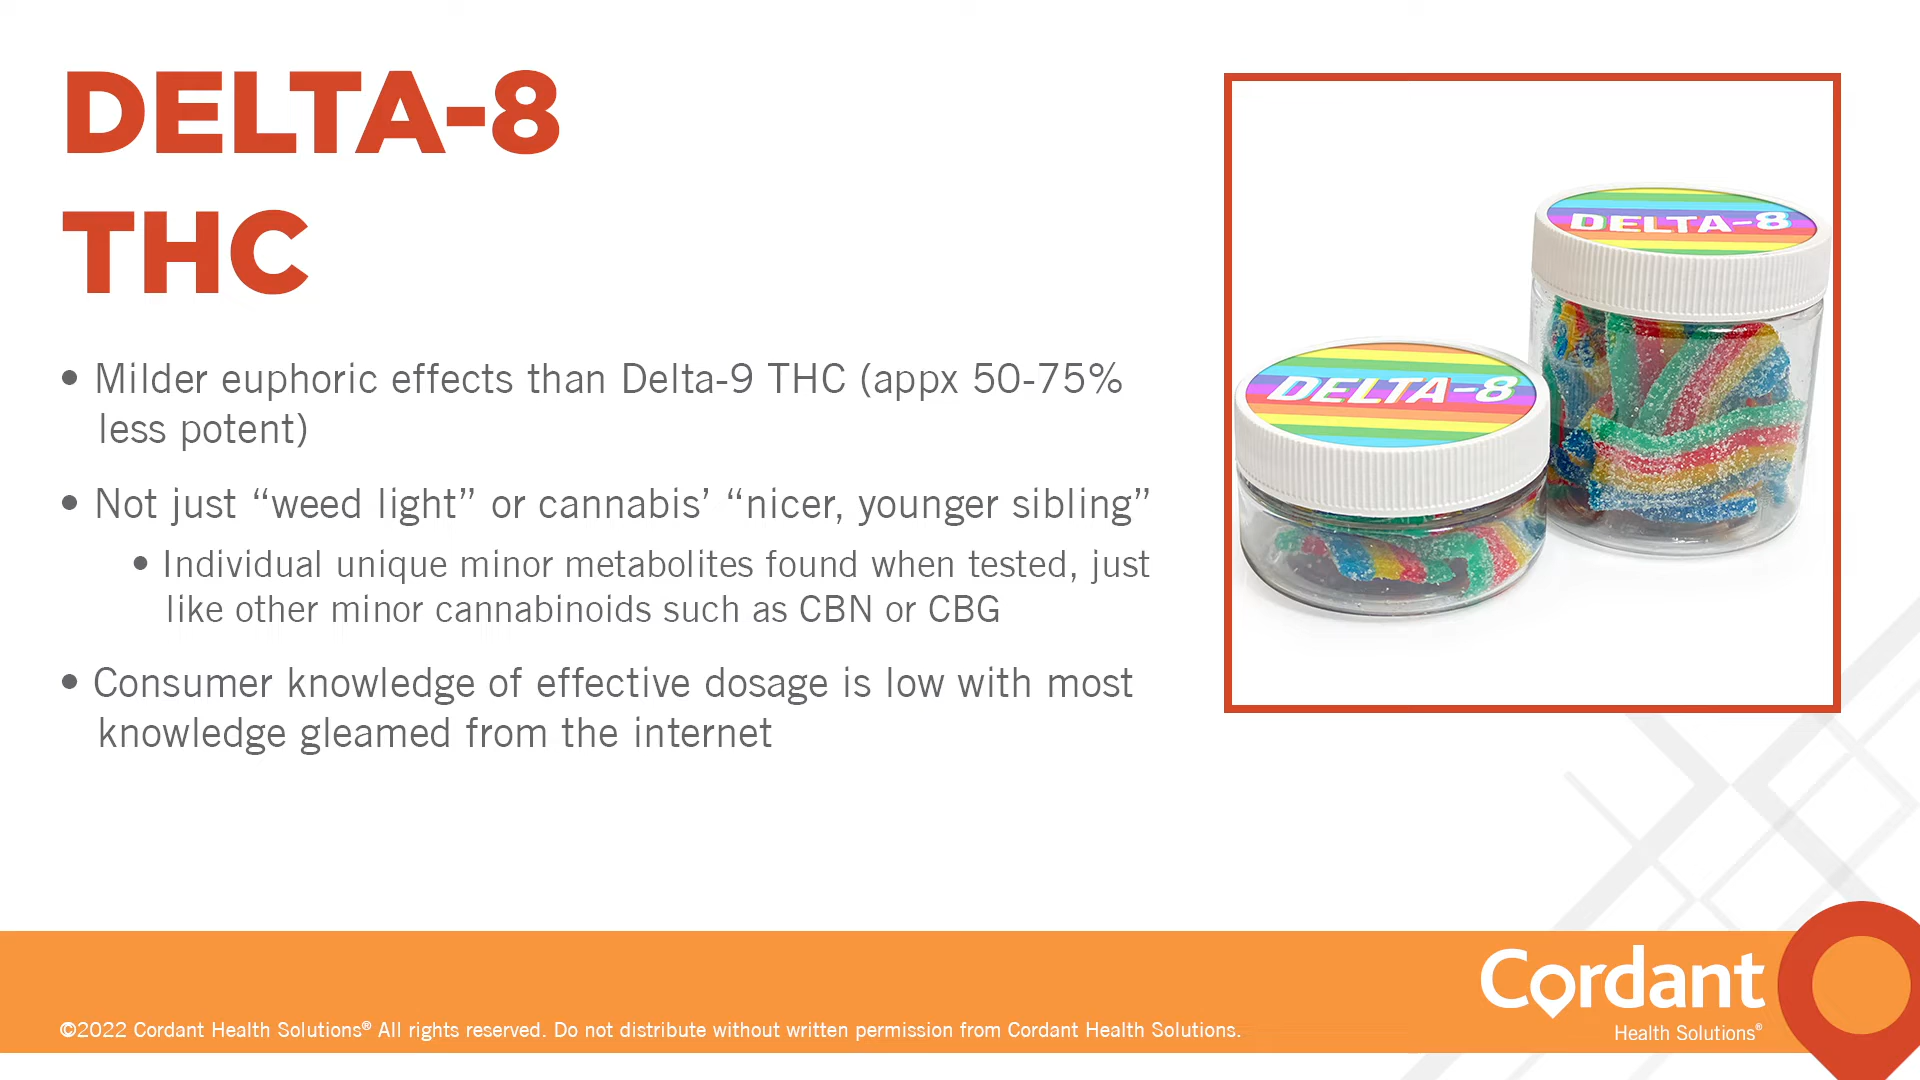 DELTA-8
THC
• Milder euphoric effects than Delta-9 THC (appx 50-75%
less potent)
• Not just “weed light” or cannabis’ “nicer, younger sibling”
• Individual unique minor metabolites found when tested, just
like other minor cannabinoids such as CBN or CBG
• Consumer knowledge of effective dosage is low with most
knowledge gleamed from the internet
DELTA-8
DELTA-8
©2022 Cordant Health Solutions® All rights reserved. Do not distribute without written permission from Cordant Health Solutions.
Cordant
Health Solutions®